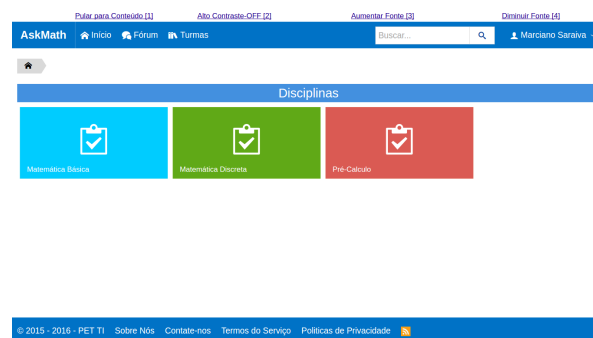 Pular para Conteúdo [1] Alto Contraste-OFF [2] Aumentar Fonte [3] Diminuir Fonte [4]
AskMath Início Fórum Turmas Buscar... Marciano Saraiva
Disciplinas
Matemática Básica Matemática Discreta Pré-Calculo
© 2015 - 2016 - PET TI Sobre Nós Contate-nos Termos do Serviço Politicas de Privacidade